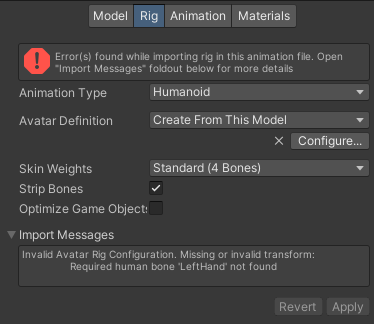 Model Rig Animation Materials
Error(s) found while importing rig in this animation file. Open
"Import Messages" foldout below for more details
Animation Type Humanoid
Avatar Definition Create From This Model
Configure...
Skin Weights Standard (4 Bones)
Strip Bones
Optimize Game Objects
Import Messages
Invalid Avatar Rig Configuration. Missing or invalid transform:
Required human bone 'LeftHand' not found
Revert Apply